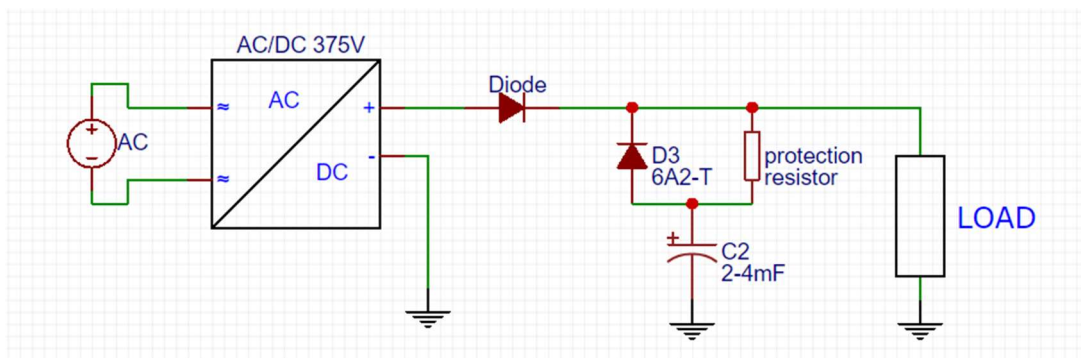 AC/DC 375V
AC
≈
+
Diode
+
AC
-
≈
DC
-
D3
6A2-T
protection
resistor
LOAD
+
C2
2-4mF